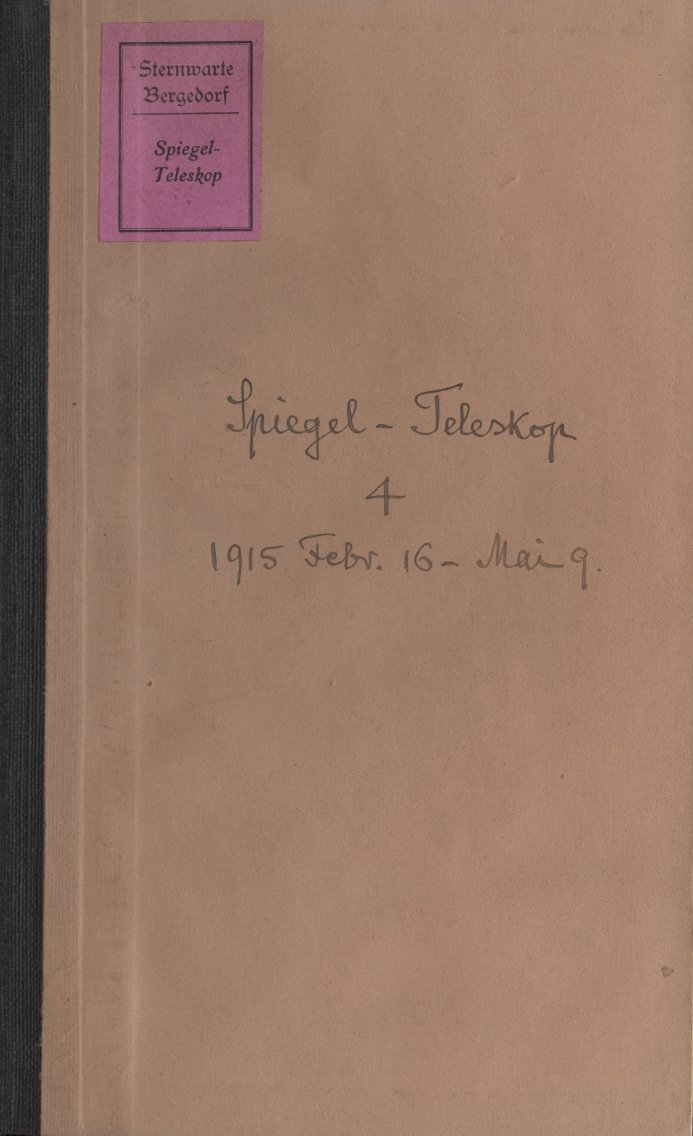 Sternwarte
Bergedorf
Spiegel-
Teleskop
Spiegel - Teleskop
4
1915 Febr. 16 - Mai 9.